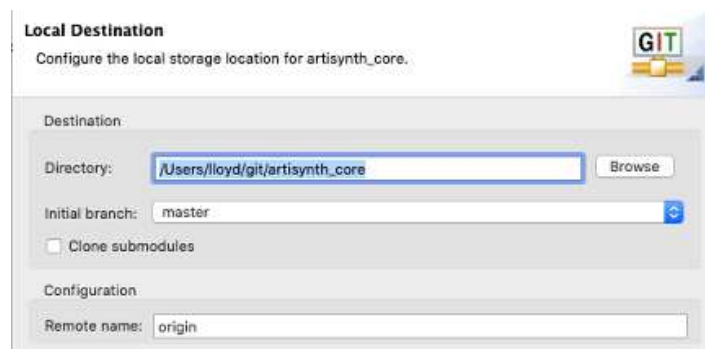 Local Destination
Configure the local storage location for artisynth_core.
GIT
Destination
Directory: /Users/lloyd/git/artisynth_core Browse
Initial branch: master
Clone submodules
Configuration
Remote name: origin